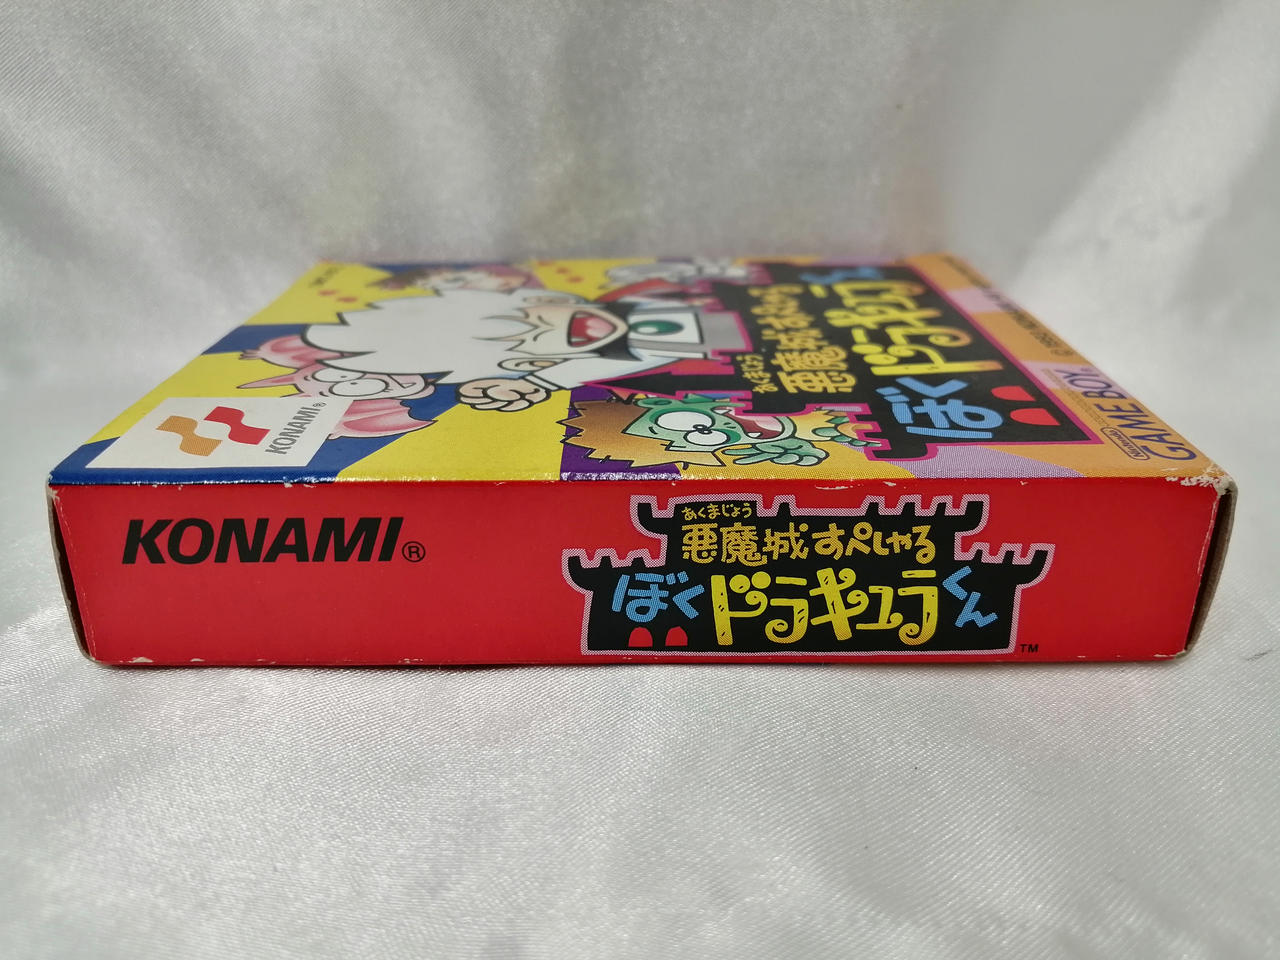 KONAMI
あくまじょう
悪魔城すぺしゃる
ぼくドラキュラくん
Nintendo
GAME BOY
KONAMI®
あくまじょう
悪魔城すぺしゃる
ぼくドラキュラくん
TM